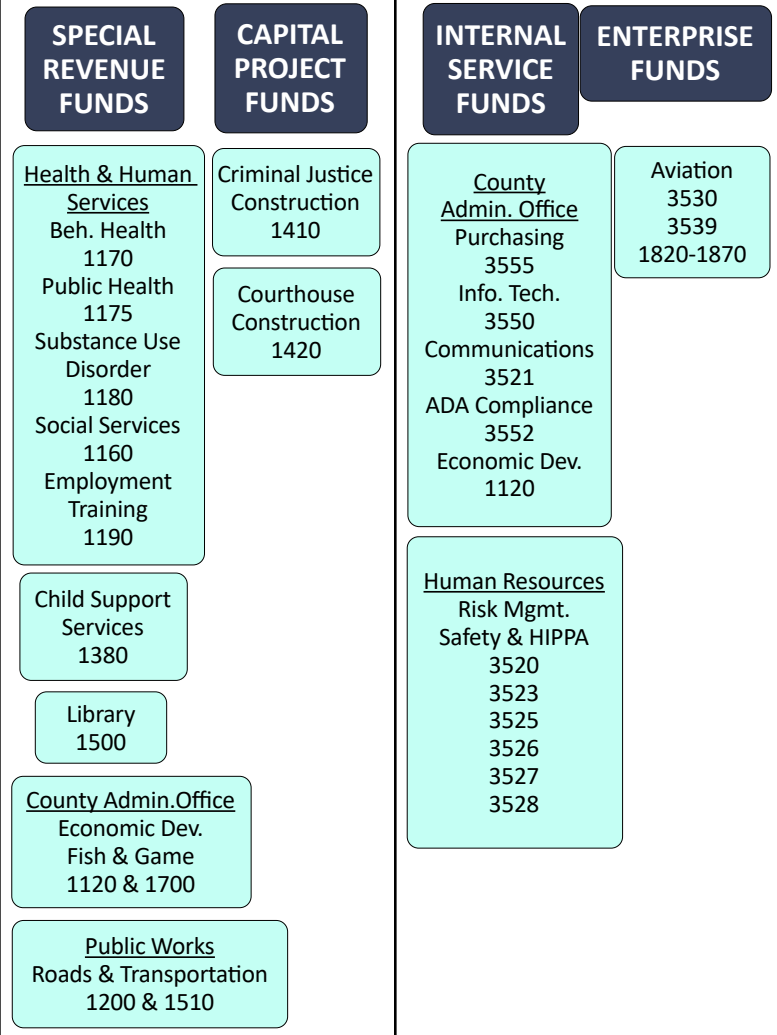 SPECIAL
REVENUE
FUNDS
Health & Human
Services
Beh. Health
1170
Public Health
1175
Substance Use
Disorder
1180
Social Services
1160
Employment
Training
1190
Child Support
Services
1380
Library
1500
County Admin.Office
Economic Dev.
Fish & Game
1120 & 1700
Public Works
Roads & Transportation
1200 & 1510
CAPITAL
PROJECT
FUNDS
Criminal Justice
Construction
1410
Courthouse
Construction
1420
INTERNAL
SERVICE
FUNDS
County
Admin. Office
Purchasing
3555
Info. Tech.
3550
Communications
3521
ADA Compliance
3552
Economic Dev.
1120
Human Resources
Risk Mgmt.
Safety & HIPPA
3520
3523
3525
3526
3527
3528
ENTERPRISE
FUNDS
Aviation
3530
3539
1820-1870